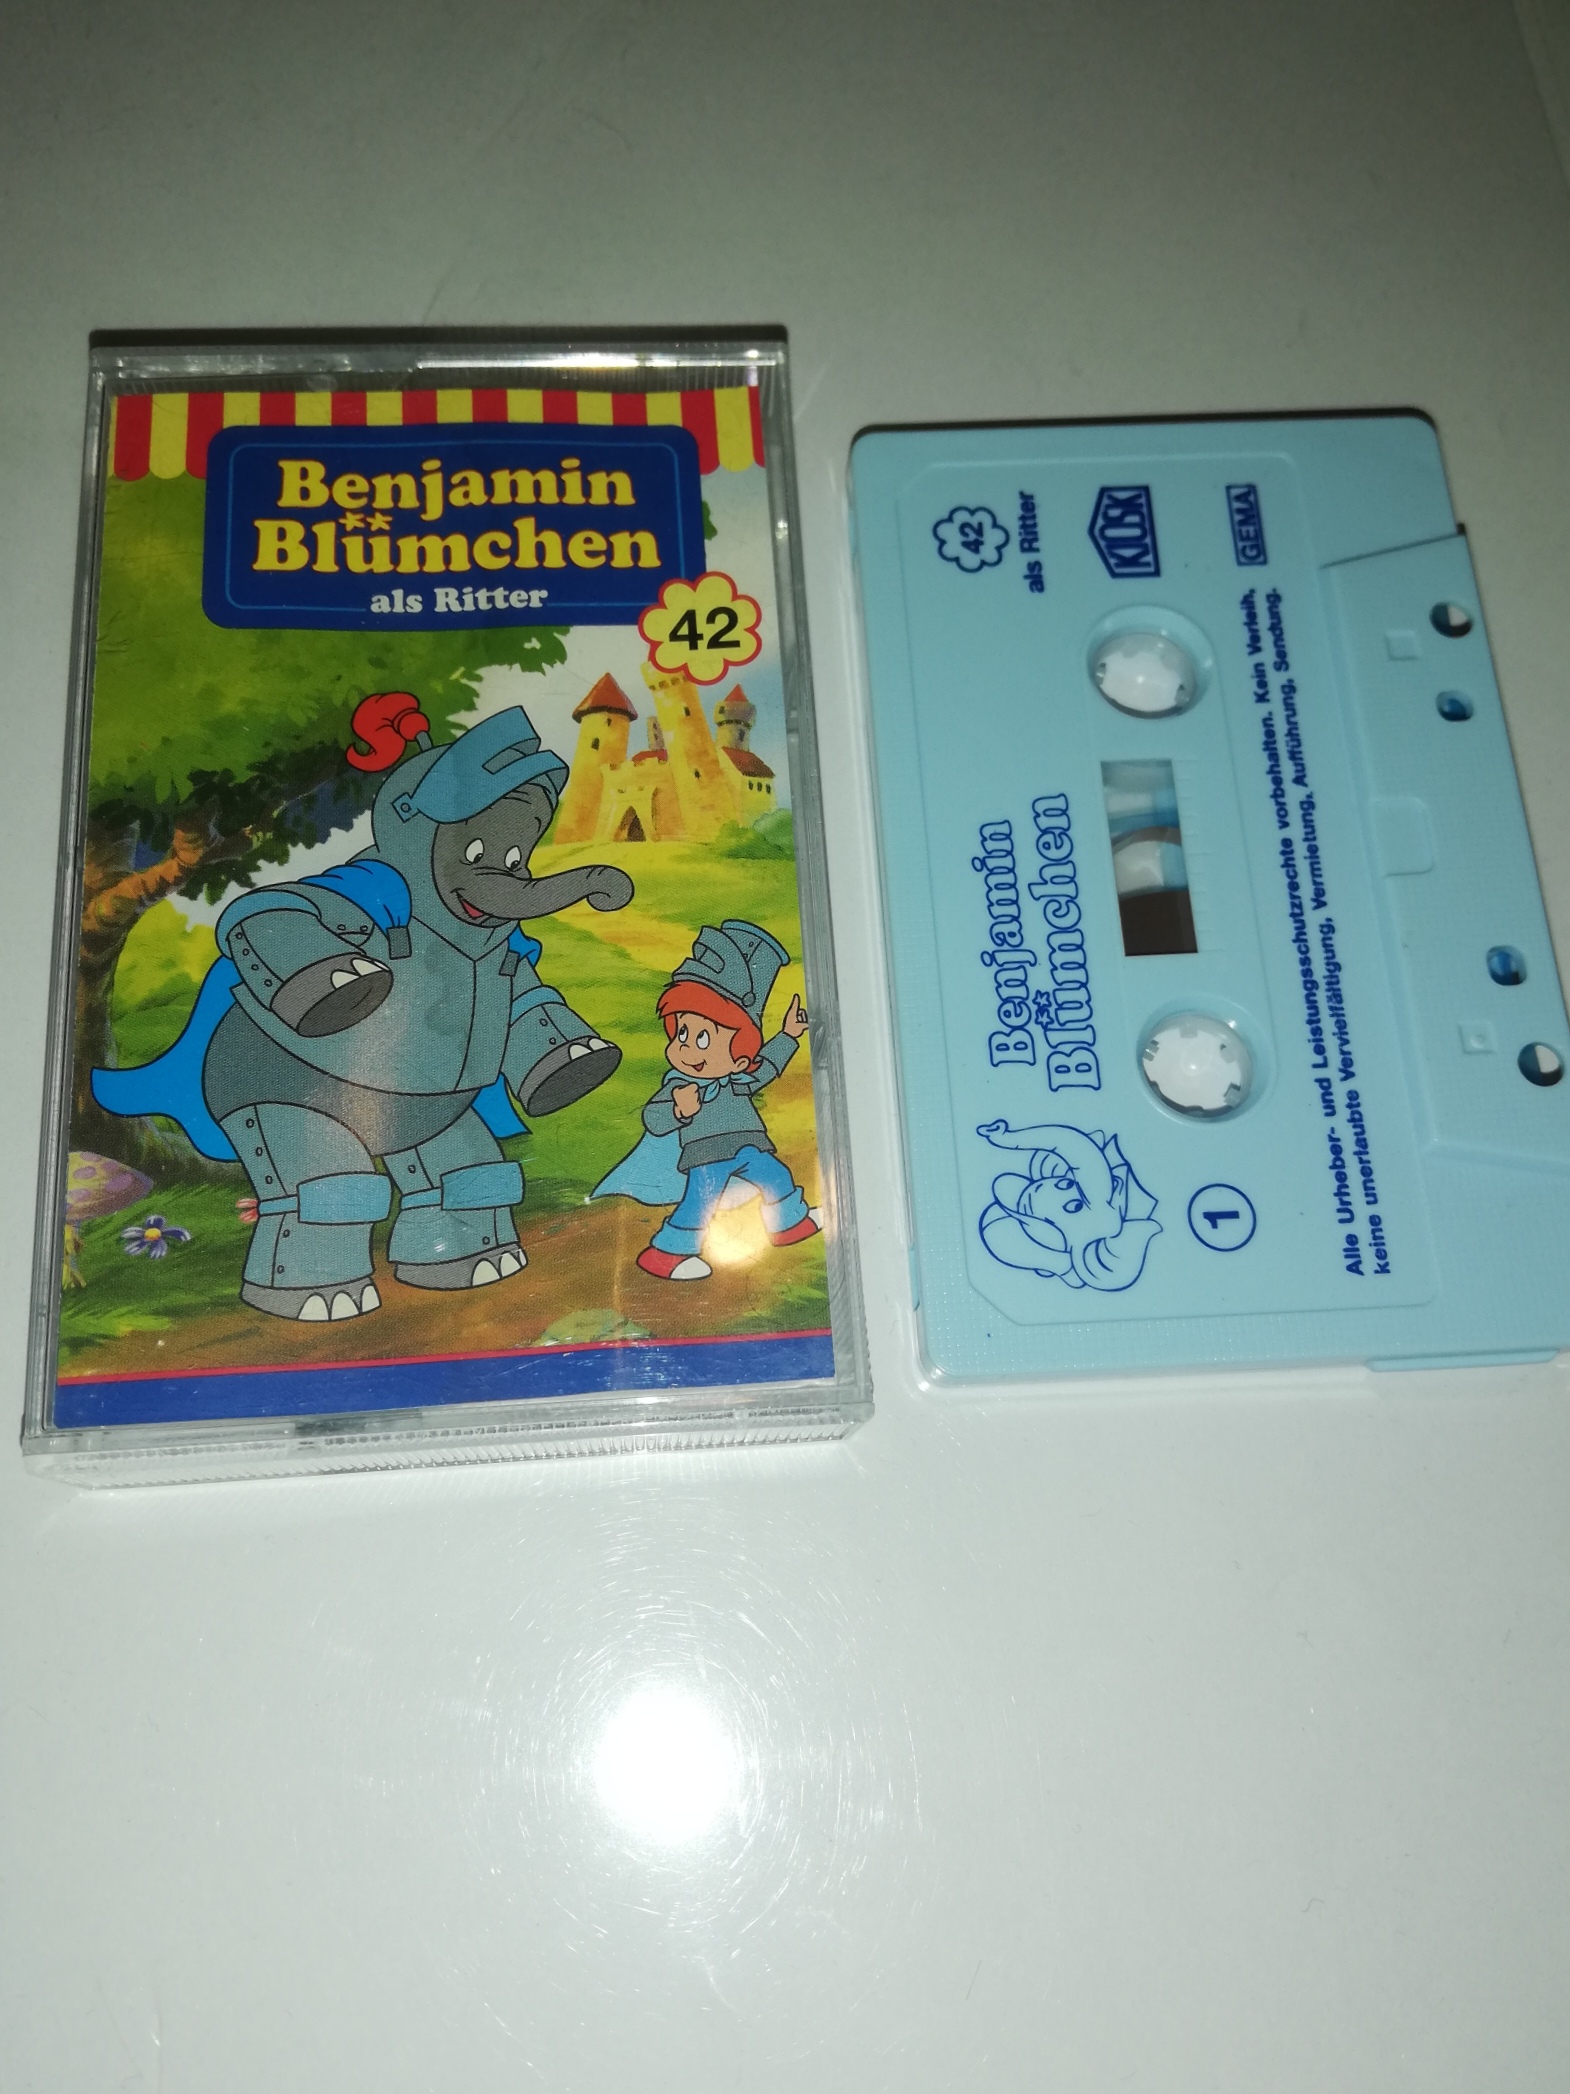 Benjamin
Blümchen
als Ritter
42
42
als Ritter
KIOSK
GEMA
Benjamin
Blümchen
1
Alle Urheber- und Leistungsschutzrechte vorbehalten. Kein Verleih,
keine unerlaubte Vervielfältigung, Vermietung, Aufführung, Sendung.